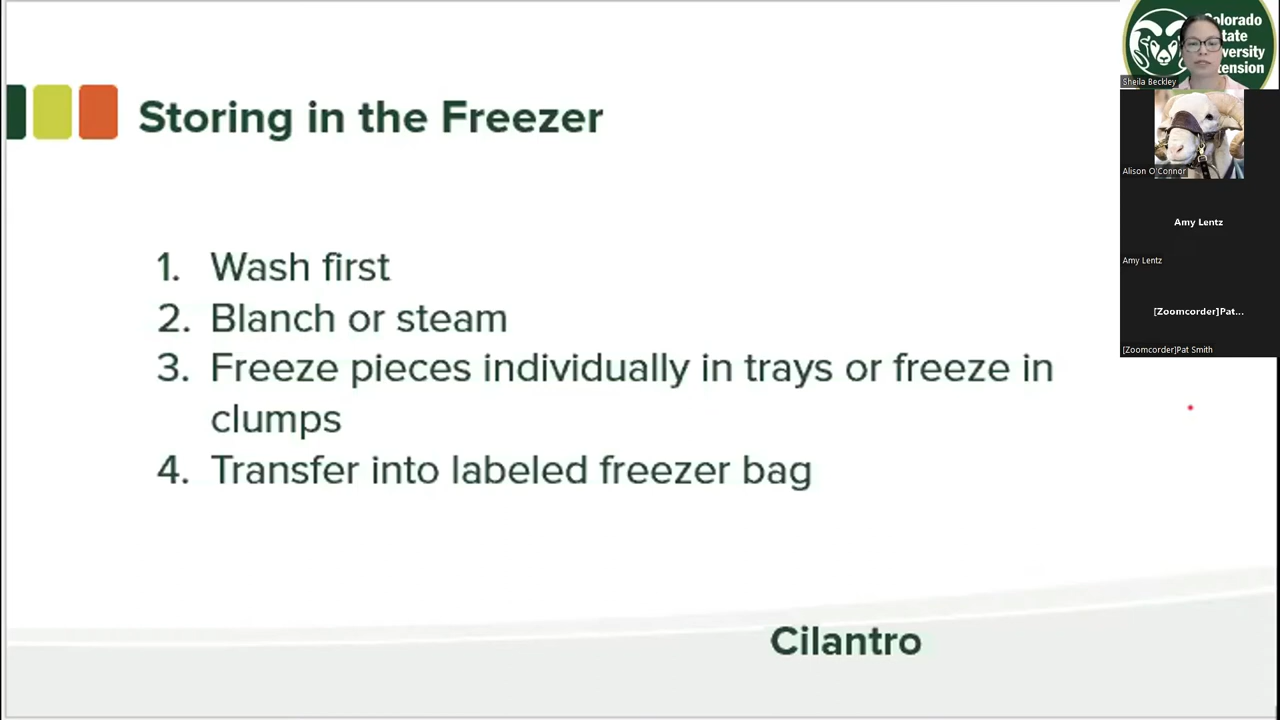 Storing in the Freezer
1. Wash first
2. Blanch or steam
3. Freeze pieces individually in trays or freeze in
clumps
4. Transfer into labeled freezer bag
Cilantro
Colorado
State
University
Extension
Sheila Beckley
Alison O'Connor
Amy Lentz
Amy Lentz
[Zoomcorder]Pat...
[Zoomcorder]Pat Smith